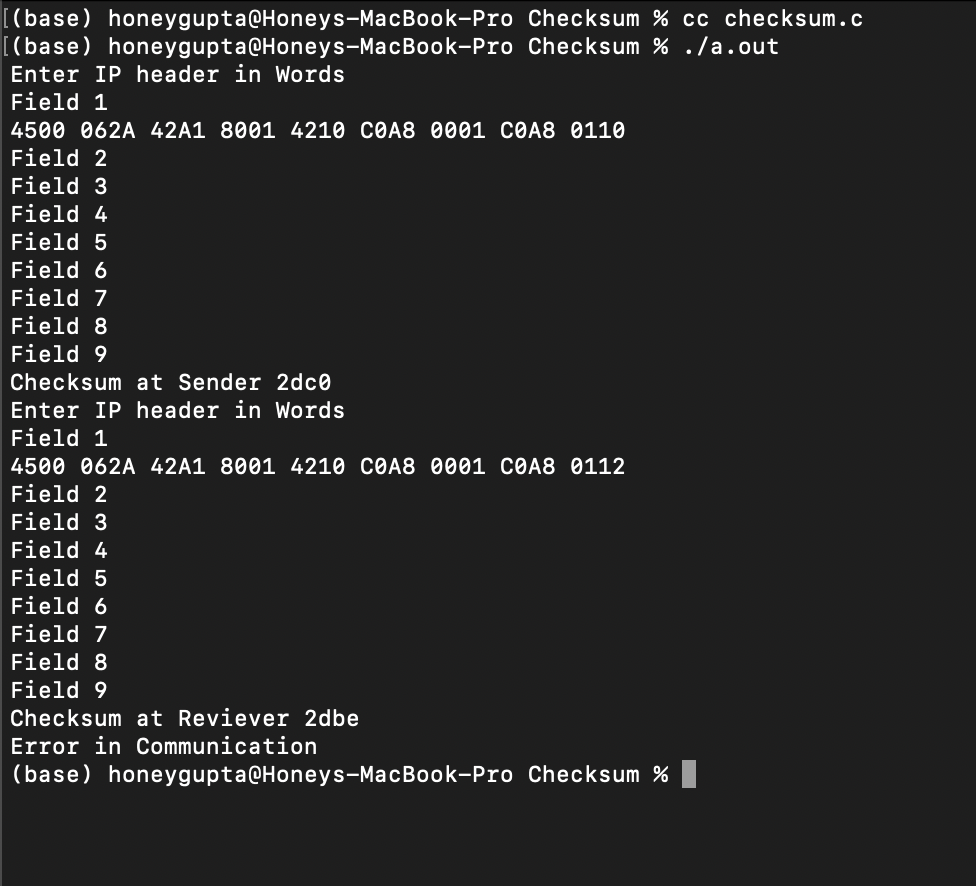 [(base) honeygupta@Honeys-MacBook-Pro Checksum % cc checksum.c
[(base) honeygupta@Honeys-MacBook-Pro Checksum % ./a.out
Enter IP header in Words
Field 1
4500 062A 42A1 8001 4210 C0A8 0001 C0A8 0110
Field 2
Field 3
Field 4
Field 5
Field 6
Field 7
Field 8
Field 9
Checksum at Sender 2dc0
Enter IP header in Words
Field 1
4500 062A 42A1 8001 4210 C0A8 0001 C0A8 0112
Field 2
Field 3
Field 4
Field 5
Field 6
Field 7
Field 8
Field 9
Checksum at Reviever 2dbe
Error in Communication
(base) honeygupta@Honeys-MacBook-Pro Checksum %